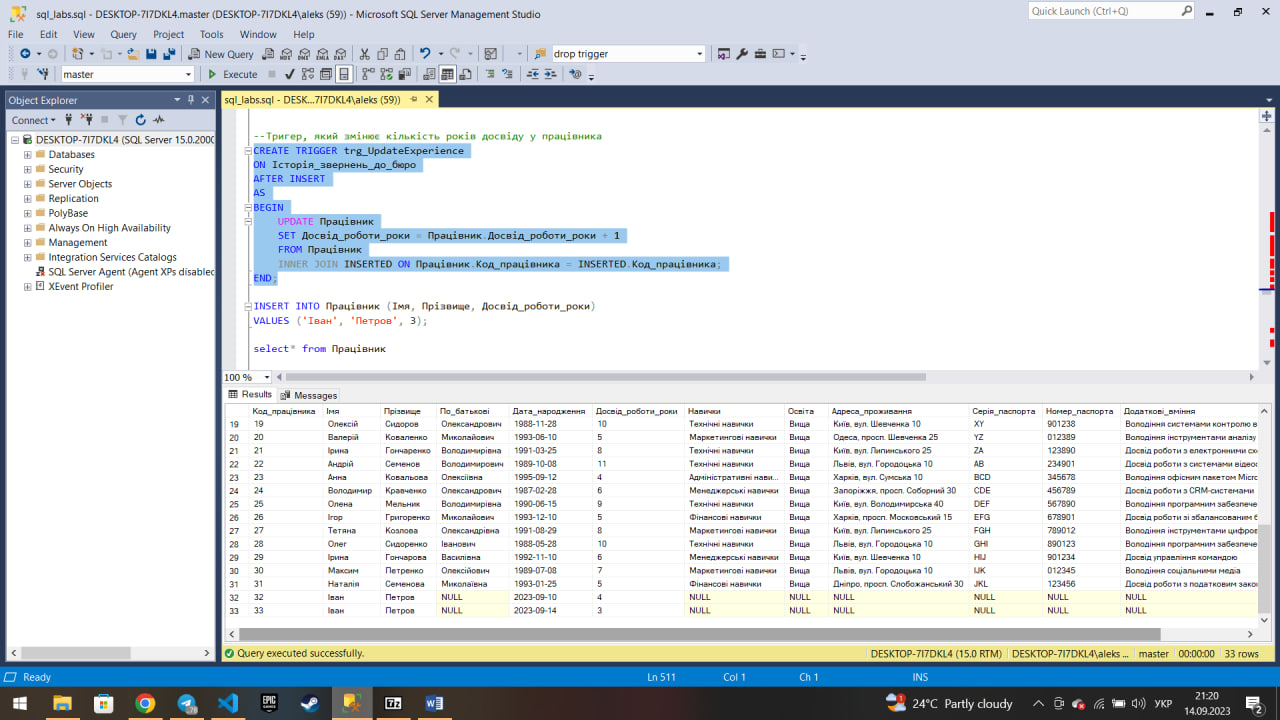 sql_labs.sql - DESKTOP-7I7DKL4.master (DESKTOP-7I7DKL4\aleks (59)) - Microsoft SQL Server Management Studio
Quick Launch (Ctrl+Q)
File Edit View Query Project Tools Window Help
New Query
drop trigger
master
Execute
Object Explorer
sql_labs.sql - DESK...7I7DKL4\aleks (59))
Connect
DESKTOP-7I7DKL4 (SQL Server 15.0.2000
Databases
Security
Server Objects
Replication
PolyBase
Always On High Availability
Management
Integration Services Catalogs
SQL Server Agent (Agent XPs disabled
XEvent Profiler
--Тригер, який змінює кількість років досвіду у працівника
CREATE TRIGGER trg_UpdateExperience
ON Історія_звернень_до_бюро
AFTER INSERT
AS
BEGIN
UPDATE Працівник
SET Досвід_роботи_роки = Працівник.Досвід_роботи_роки + 1
FROM Працівник
INNER JOIN INSERTED ON Працівник.Код_працівника = INSERTED.Код_працівника;
END;
INSERT INTO Працівник (Імя, Прізвище, Досвід_роботи_роки)
VALUES ('Іван', 'Петров', 3);
select* from Працівник
100 %
Results Messages
Код_працівника Імя Прізвище По_батькові Дата_народження Досвід_роботи_роки Навички Освіта Адреса_проживання Серія_паспорта Номер_паспорта Додаткові_вміння
19 19 Олексій Сидоров Олександрович 1988-11-28 10 Технічні навички Вища Київ, вул. Шевченка 10 XY 901238 Володіння системами контролю в
20 20 Валерій Коваленко Миколайович 1993-06-10 5 Маркетингові навички Вища Одеса, просп. Шевченка 25 YZ 012389 Володіння інструментами аналізу
21 21 Ірина Гончаренко Володимирівна 1991-03-25 8 Технічні навички Вища Київ, вул. Липинського 25 ZA 123890 Досвід роботи з електронними сх
22 22 Андрій Семенов Володимирович 1989-10-08 11 Технічні навички Вища Львів, вул. Городоцька 10 AB 234901 Досвід роботи з системами відеос
23 23 Анна Ковальова Олексіївна 1995-09-12 4 Адміністративні нави... Вища Харків, вул. Сумська 10 BCD 345678 Володіння офісним пакетом Micro
24 24 Володимир Кравченко Олександрович 1987-02-28 6 Менеджерські навички Вища Запоріжжя, просп. Соборний 30 CDE 456789 Досвід роботи з CRM-системами
25 25 Олена Мельник Володимирівна 1990-06-15 9 Технічні навички Вища Київ, вул. Володимирська 40 DEF 567890 Володіння програмним забезпече
26 26 Ігор Григоренко Миколайович 1993-12-10 5 Фінансові навички Вища Харків, просп. Московський 15 EFG 678901 Досвід роботи зі збалансованим б
27 27 Тетяна Козлова Олександрівна 1991-08-29 8 Маркетингові навички Вища Київ, вул. Липинського 25 FGH 789012 Володіння інструментами цифров
28 28 Олег Сидоренко Іванович 1988-05-28 10 Технічні навички Вища Львів, вул. Городоцька 10 GHI 890123 Володіння програмним забезпече
29 29 Ірина Гончарова Василівна 1992-11-10 6 Менеджерські навички Вища Київ, вул. Шевченка 10 HIJ 901234 Досвід управління командою
30 30 Максим Петренко Олексійович 1989-07-08 7 Маркетингові навички Вища Львів, вул. Городоцька 10 IJK 012345 Володіння соціальними медіа
31 31 Наталія Семенова Миколаївна 1993-01-25 5 Фінансові навички Вища Дніпро, просп. Слобожанський 30 JKL 123456 Досвід роботи з податковим зако
32 32 Іван Петров NULL 2023-09-10 4 NULL NULL NULL NULL NULL NULL
33 33 Іван Петров NULL 2023-09-14 3 NULL NULL NULL NULL NULL NULL
Query executed successfully.
DESKTOP-7I7DKL4 (15.0 RTM) DESKTOP-7I7DKL4\aleks ... master 00:00:00 33 rows
Ready Ln 511 Col 1 Ch 1 INS
EPIC GAMES
24°C Partly cloudy
УКР
21:20
14.09.2023
2